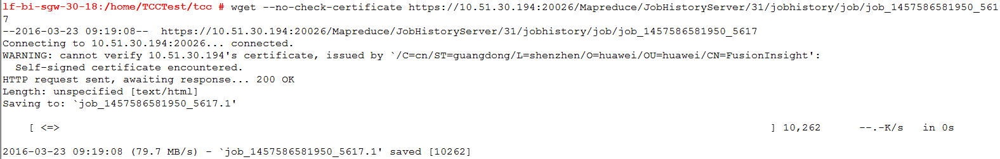 lf-bi-sgw-30-18:/home/TCCTest/tcc # wget --no-check-certificate https://10.51.30.194:20026/Mapreduce/JobHistoryServer/31/jobhistory/job/job_1457586581950_561
7
--2016-03-23 09:19:08--  https://10.51.30.194:20026/Mapreduce/JobHistoryServer/31/jobhistory/job/job_1457586581950_5617
Connecting to 10.51.30.194:20026... connected.
WARNING: cannot verify 10.51.30.194's certificate, issued by `/C=cn/ST=guangdong/L=shenzhen/O=huawei/OU=huawei/CN=FusionInsight':
  Self-signed certificate encountered.
HTTP request sent, awaiting response... 200 OK
Length: unspecified [text/html]
Saving to: `job_1457586581950_5617.1'
[ <=> ] 10,262 --.-K/s in 0s
2016-03-23 09:19:08 (79.7 MB/s) - `job_1457586581950_5617.1' saved [10262]